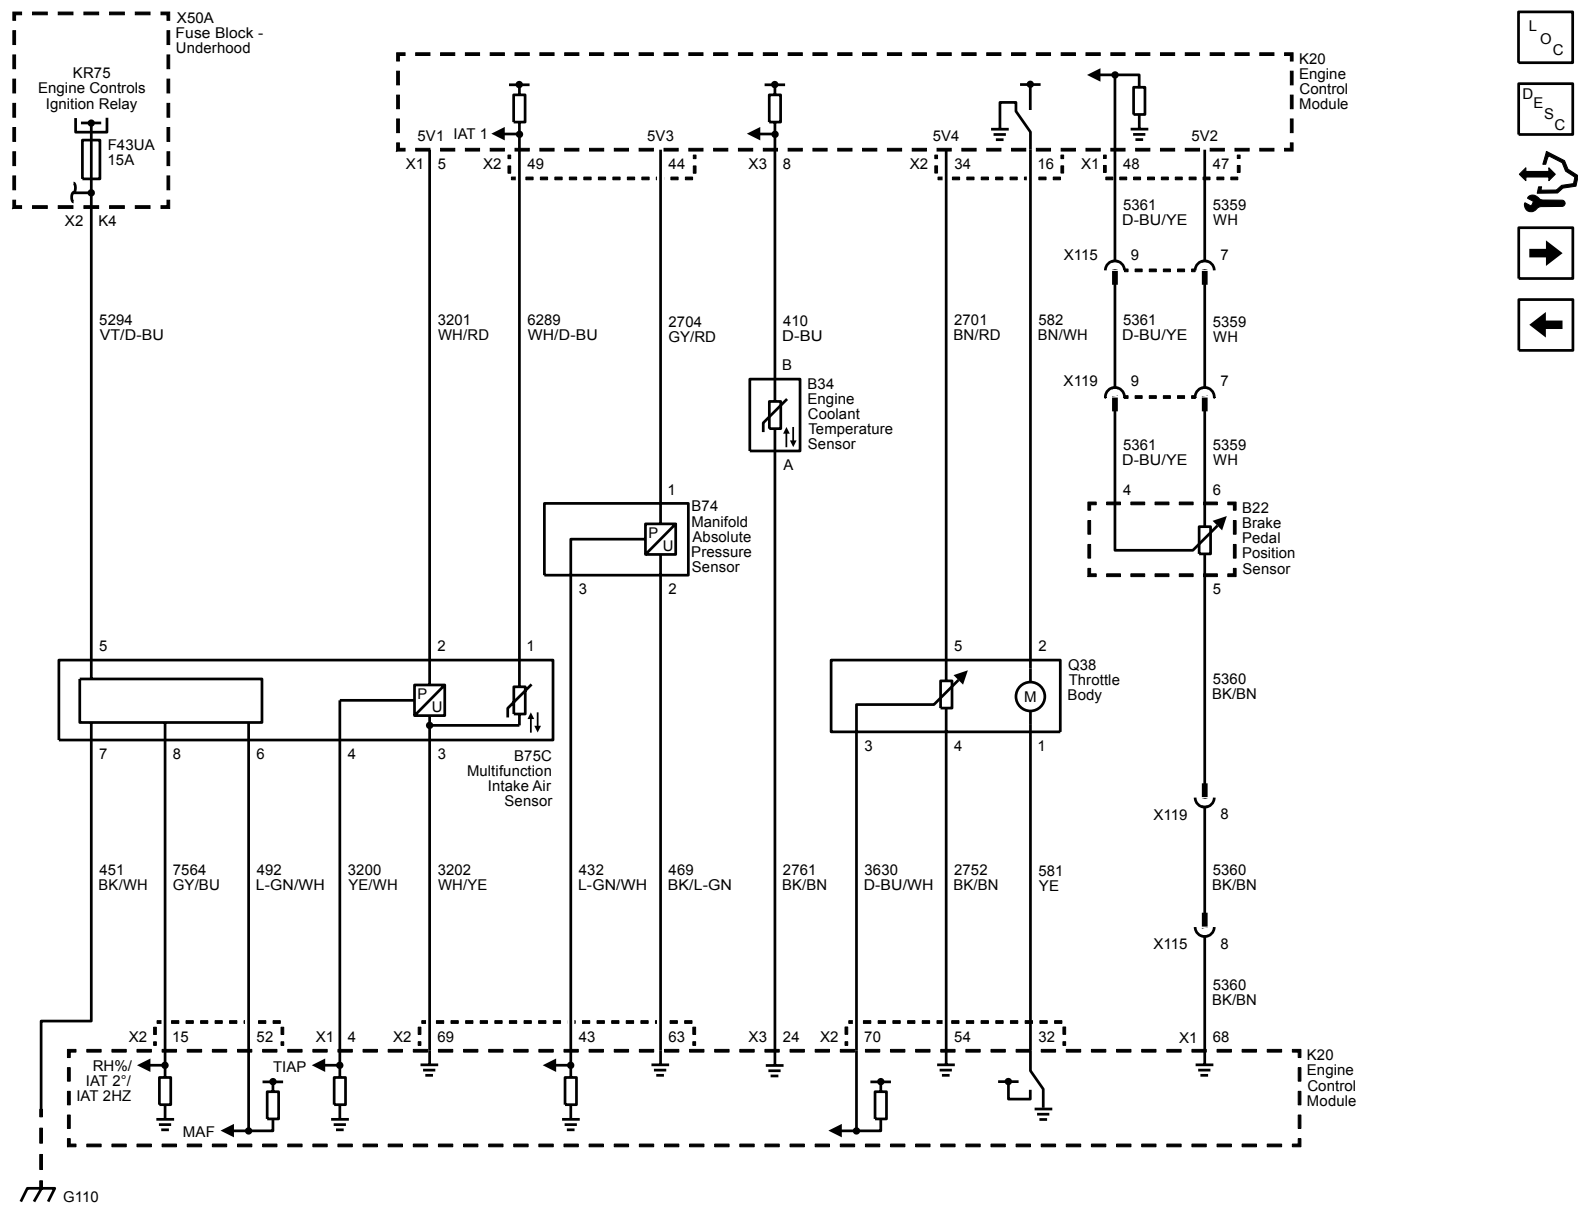 X50A
Fuse Block -
Underhood
KR75
Engine Controls
Ignition Relay
F43UA
15A
X2 K4
K20
Engine
Control
Module
IAT 1
5V1 5V3 5V4 5V2
X1 5 X2 49 44 X3 8 X2 34 16 X1 48 47
L
O
C
D
E
S
C
5361
D-BU/YE
5359
WH
X115 9 7
5294
VT/D-BU
3201
WH/RD
6289
WH/D-BU
2704
GY/RD
410
D-BU
2701
BN/RD
582
BN/WH
5361
D-BU/YE
5359
WH
B
B34
Engine
Coolant
Temperature
Sensor
A
X119 9 7
5361
D-BU/YE
5359
WH
1
P
U
B74
Manifold
Absolute
Pressure
Sensor
3 2
4 6
B22
Brake
Pedal
Position
Sensor
5
5 2 1
P
U
7 8 6 4 3
B75C
Multifunction
Intake Air
Sensor
5 2
M
Q38
Throttle
Body
3 4 1
5360
BK/BN
X119 8
451
BK/WH
7564
GY/BU
492
L-GN/WH
3200
YE/WH
3202
WH/YE
432
L-GN/WH
469
BK/L-GN
2761
BK/BN
3630
D-BU/WH
2752
BK/BN
581
YE
5360
BK/BN
X115 8
5360
BK/BN
X2 15 52 X1 4 X2 69 43 63 X3 24 X2 70 54 32 X1 68
RH%/
IAT 2°/
IAT 2HZ
MAF
TIAP
K20
Engine
Control
Module
G110